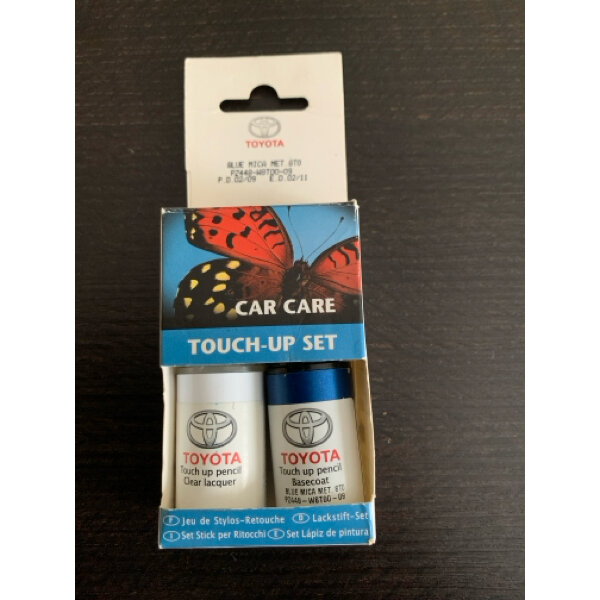 TOYOTA
BLUE MICA MET 8T0
PZ440-W8T00-09
P.D.02/09 E.D.02/11
CAR CARE
TOUCH-UP SET
TOYOTA
Touch up pencil
Clear lacquer
TOYOTA
Touch up pencil
Basecoat
BLUE MICA MET. 8T0
PZ440-W8T00-09
F Jeu de Stylos-Retouche D Lackstift-Set
I Set Stick per Ritocchi E Set Lápiz de pintura